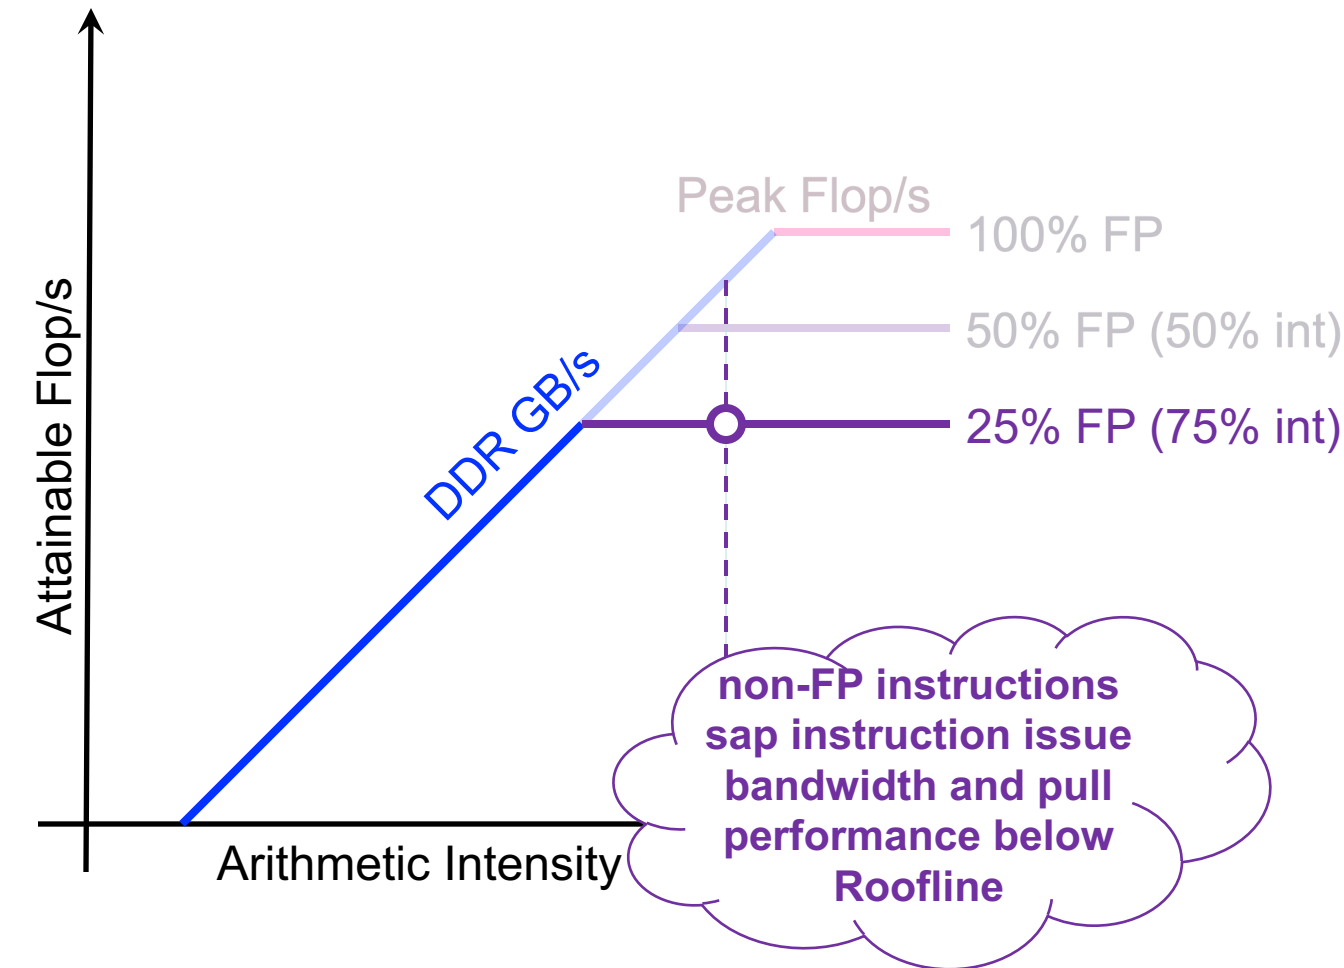 Peak Flop/s
100% FP
50% FP (50% int)
25% FP (75% int)
DDR GB/s
Attainable Flop/s
Arithmetic Intensity
non-FP instructions
sap instruction issue
bandwidth and pull
performance below
Roofline